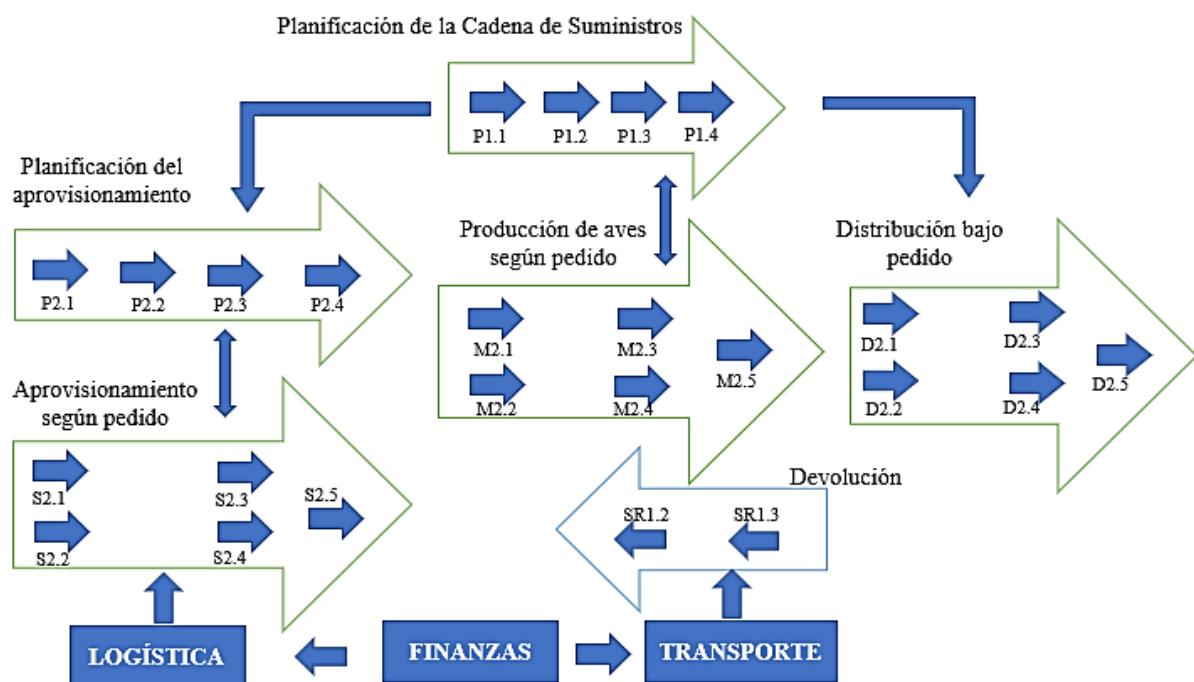 Planificación de la Cadena de Suministros
P1.1 P1.2 P1.3 P1.4
Planificación del
aprovisionamiento
P2.1 P2.2 P2.3 P2.4
Producción de aves
según pedido
M2.1 M2.3
M2.5
M2.2 M2.4
Distribución bajo
pedido
D2.1 D2.3
D2.5
D2.2 D2.4
Aprovisionamiento
según pedido
S2.1 S2.3 S2.5
S2.2 S2.4
Devolución
SR1.2 SR1.3
LOGÍSTICA
FINANZAS
TRANSPORTE